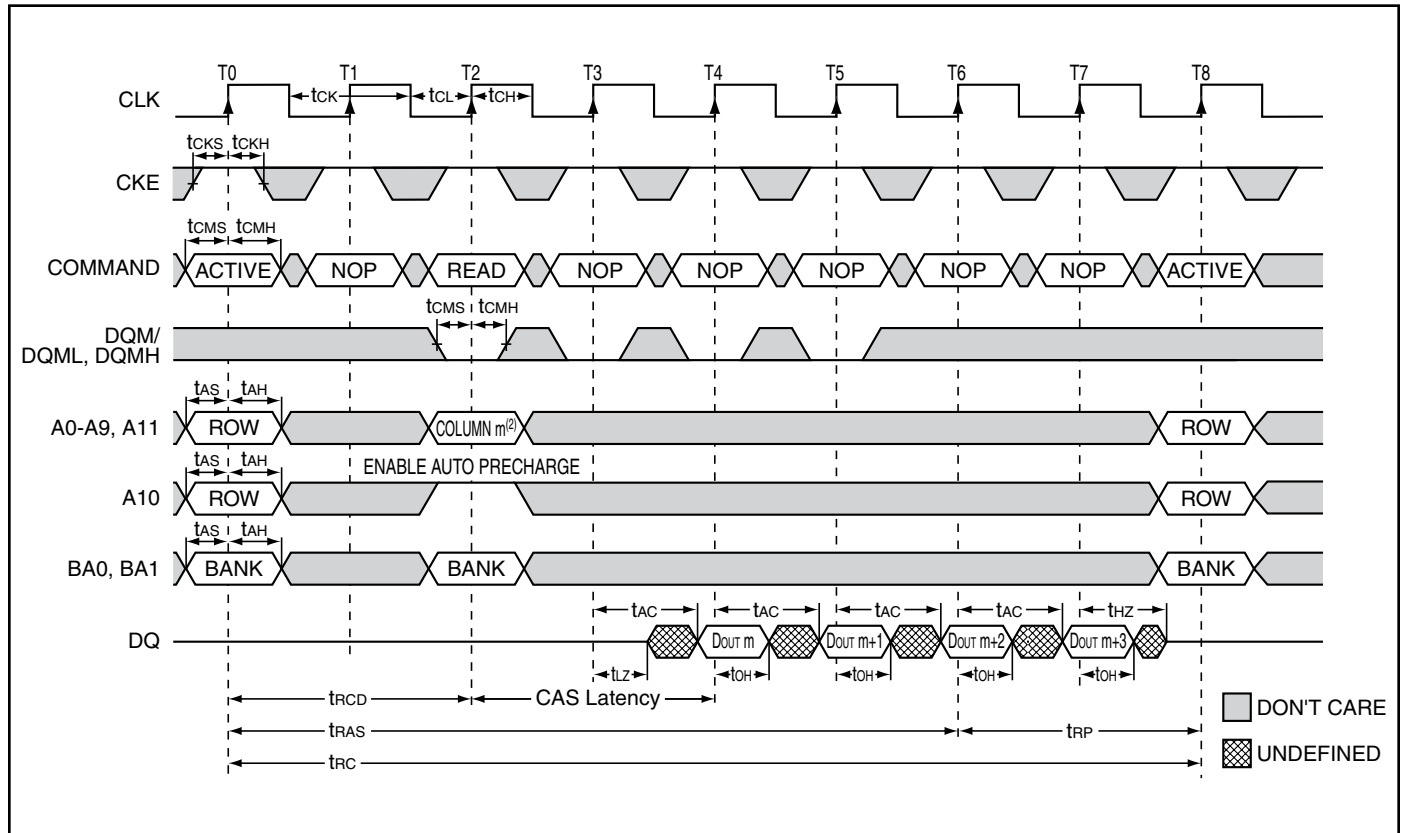 T0 T1 T2 T3 T4 T5 T6 T7 T8
CLK tCK tCL tCH
tCKS tCKH
CKE
tCMS tCMH
COMMAND ACTIVE NOP READ NOP NOP NOP NOP NOP ACTIVE
tCMS tCMH
DQM/
DQML, DQMH
tAS tAH
A0-A9, A11 ROW COLUMN m(2) ROW
tAS tAH ENABLE AUTO PRECHARGE
A10 ROW ROW
tAS tAH
BA0, BA1 BANK BANK BANK
tAC tAC tAC tAC tHZ
DQ DOUT m DOUT m+1 DOUT m+2 DOUT m+3
tLZ tOH tOH tOH tOH
tRCD CAS Latency
DON'T CARE
tRAS tRP
UNDEFINED
tRC